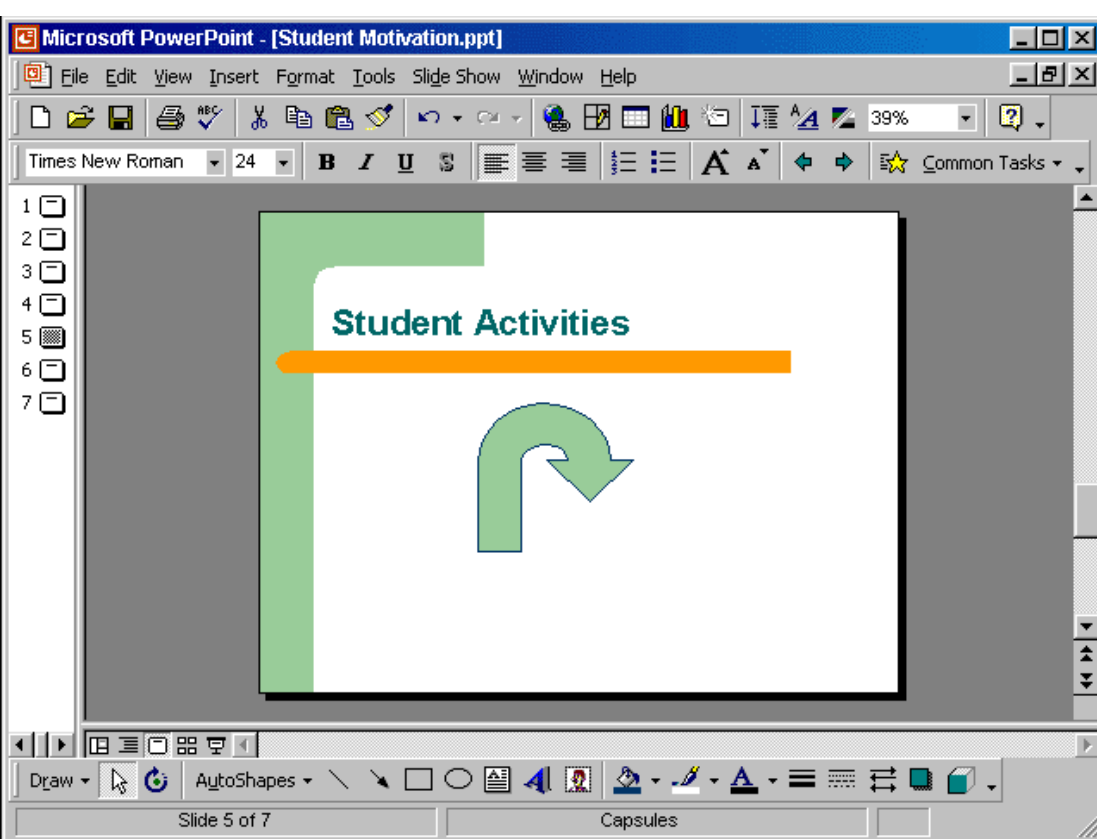 Microsoft PowerPoint - [Student Motivation.ppt]
File Edit View Insert Format Tools Slide Show Window Help
ABC 39%
Times New Roman 24 B I U S A A Common Tasks
1
2
3
4
5
6
7
Student Activities
Draw AutoShapes A A
Slide 5 of 7 Capsules